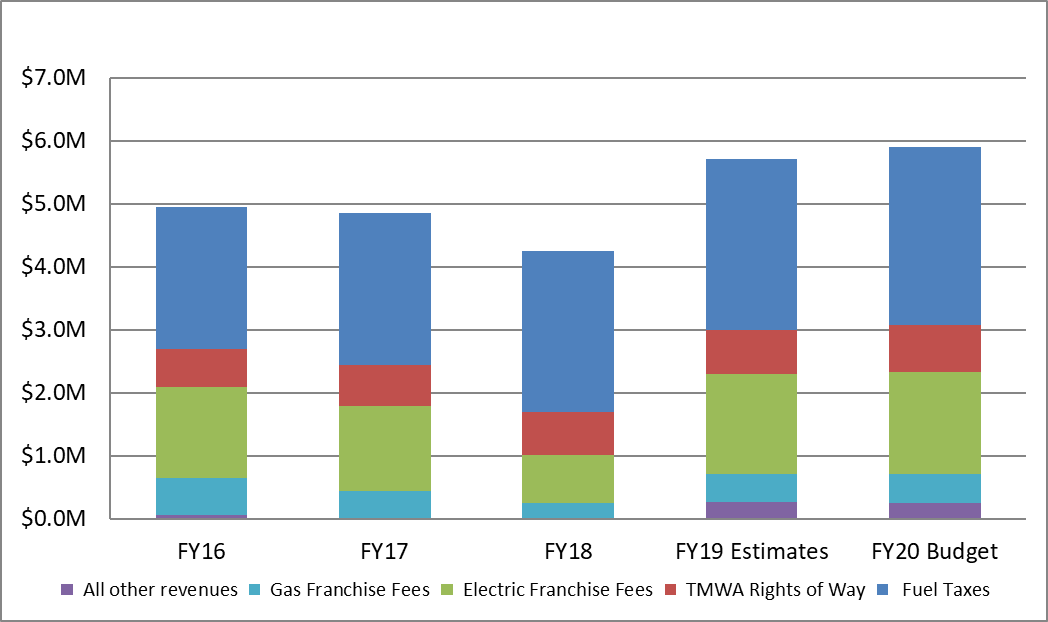 $7.0M
$6.0M
$5.0M
$4.0M
$3.0M
$2.0M
$1.0M
$0.0M
FY16 FY17 FY18 FY19 Estimates FY20 Budget
All other revenues Gas Franchise Fees Electric Franchise Fees TMWA Rights of Way Fuel Taxes